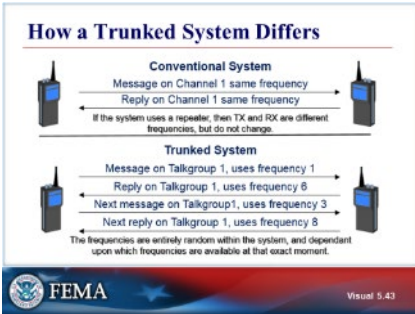 How a Trunked System Differs
Conventional System
Message on Channel 1 same frequency
Reply on Channel 1 same frequency
If the system uses a repeater, then TX and RX are different
frequencies, but do not change.
Trunked System
Message on Talkgroup 1, uses frequency 1
Reply on Talkgroup 1, uses frequency 6
Next message on Talkgroup1, uses frequency 3
Next reply on Talkgroup 1, uses frequency 8
The frequencies are entirely random within the system, and dependant
upon which frequencies are available at that exact moment.
FEMA
Visual 5.43